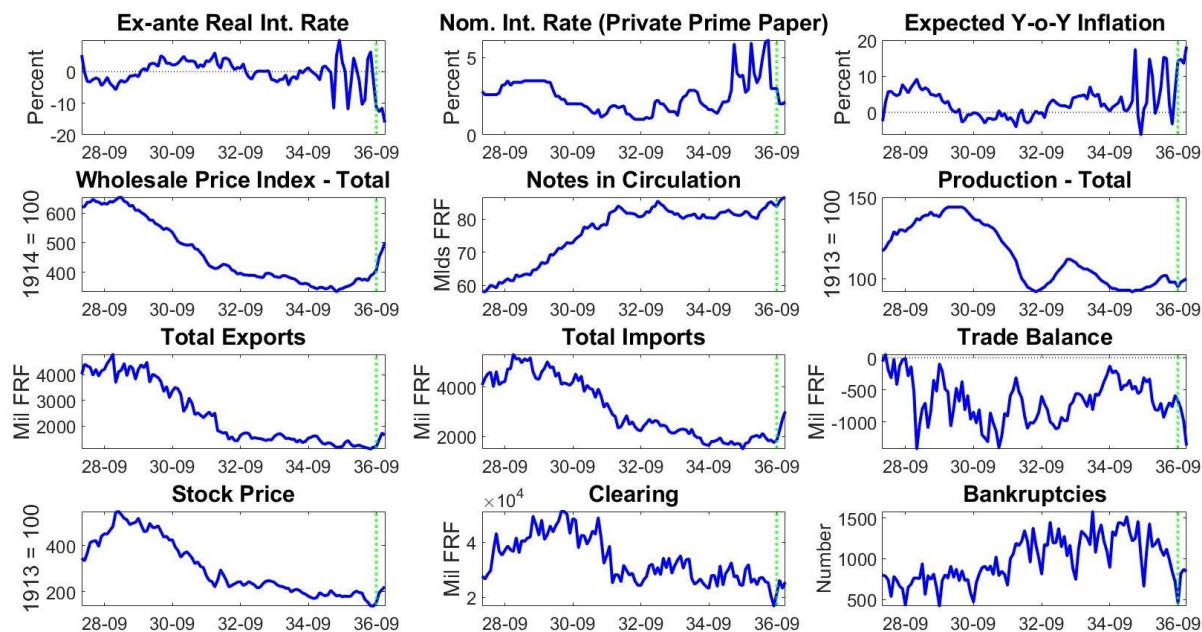 Ex-ante Real Int. Rate
Percent
0
-10
-20
28-09 30-09 32-09 34-09 36-09
Nom. Int. Rate (Private Prime Paper)
Percent
5
0
28-09 30-09 32-09 34-09 36-09
Expected Y-o-Y Inflation
Percent
20
10
0
28-09 30-09 32-09 34-09 36-09
Wholesale Price Index - Total
1914 = 100
600
500
400
28-09 30-09 32-09 34-09 36-09
Notes in Circulation
Mlds FRF
80
70
60
28-09 30-09 32-09 34-09 36-09
Production - Total
1913 = 100
150
100
28-09 30-09 32-09 34-09 36-09
Total Exports
Mil FRF
4000
2000
28-09 30-09 32-09 34-09 36-09
Total Imports
Mil FRF
4000
2000
28-09 30-09 32-09 34-09 36-09
Trade Balance
Mil FRF
0
-500
-1000
28-09 30-09 32-09 34-09 36-09
Stock Price
1913 = 100
400
200
28-09 30-09 32-09 34-09 36-09
Clearing
×10⁴
Mil FRF
4
2
28-09 30-09 32-09 34-09 36-09
Bankruptcies
Number
1500
1000
500
28-09 30-09 32-09 34-09 36-09